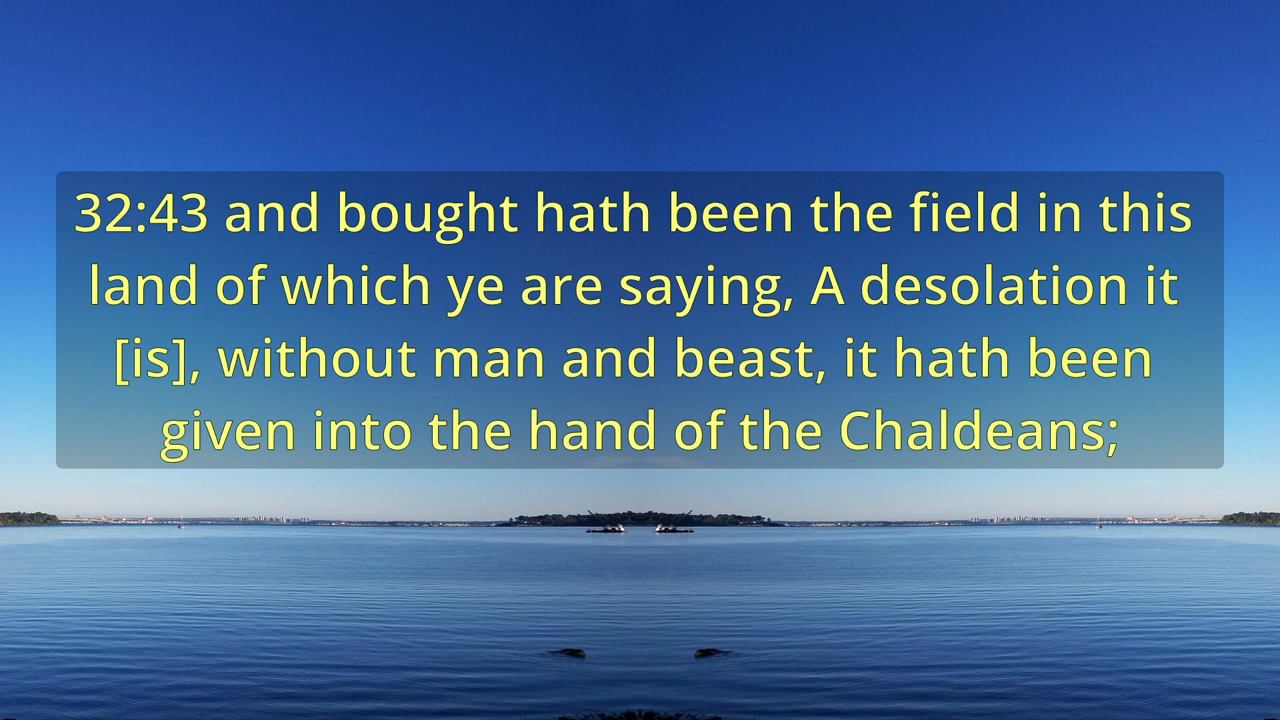 32:43 and bought hath been the field in this
land of which ye are saying, A desolation it
[is], without man and beast, it hath been
given into the hand of the Chaldeans;